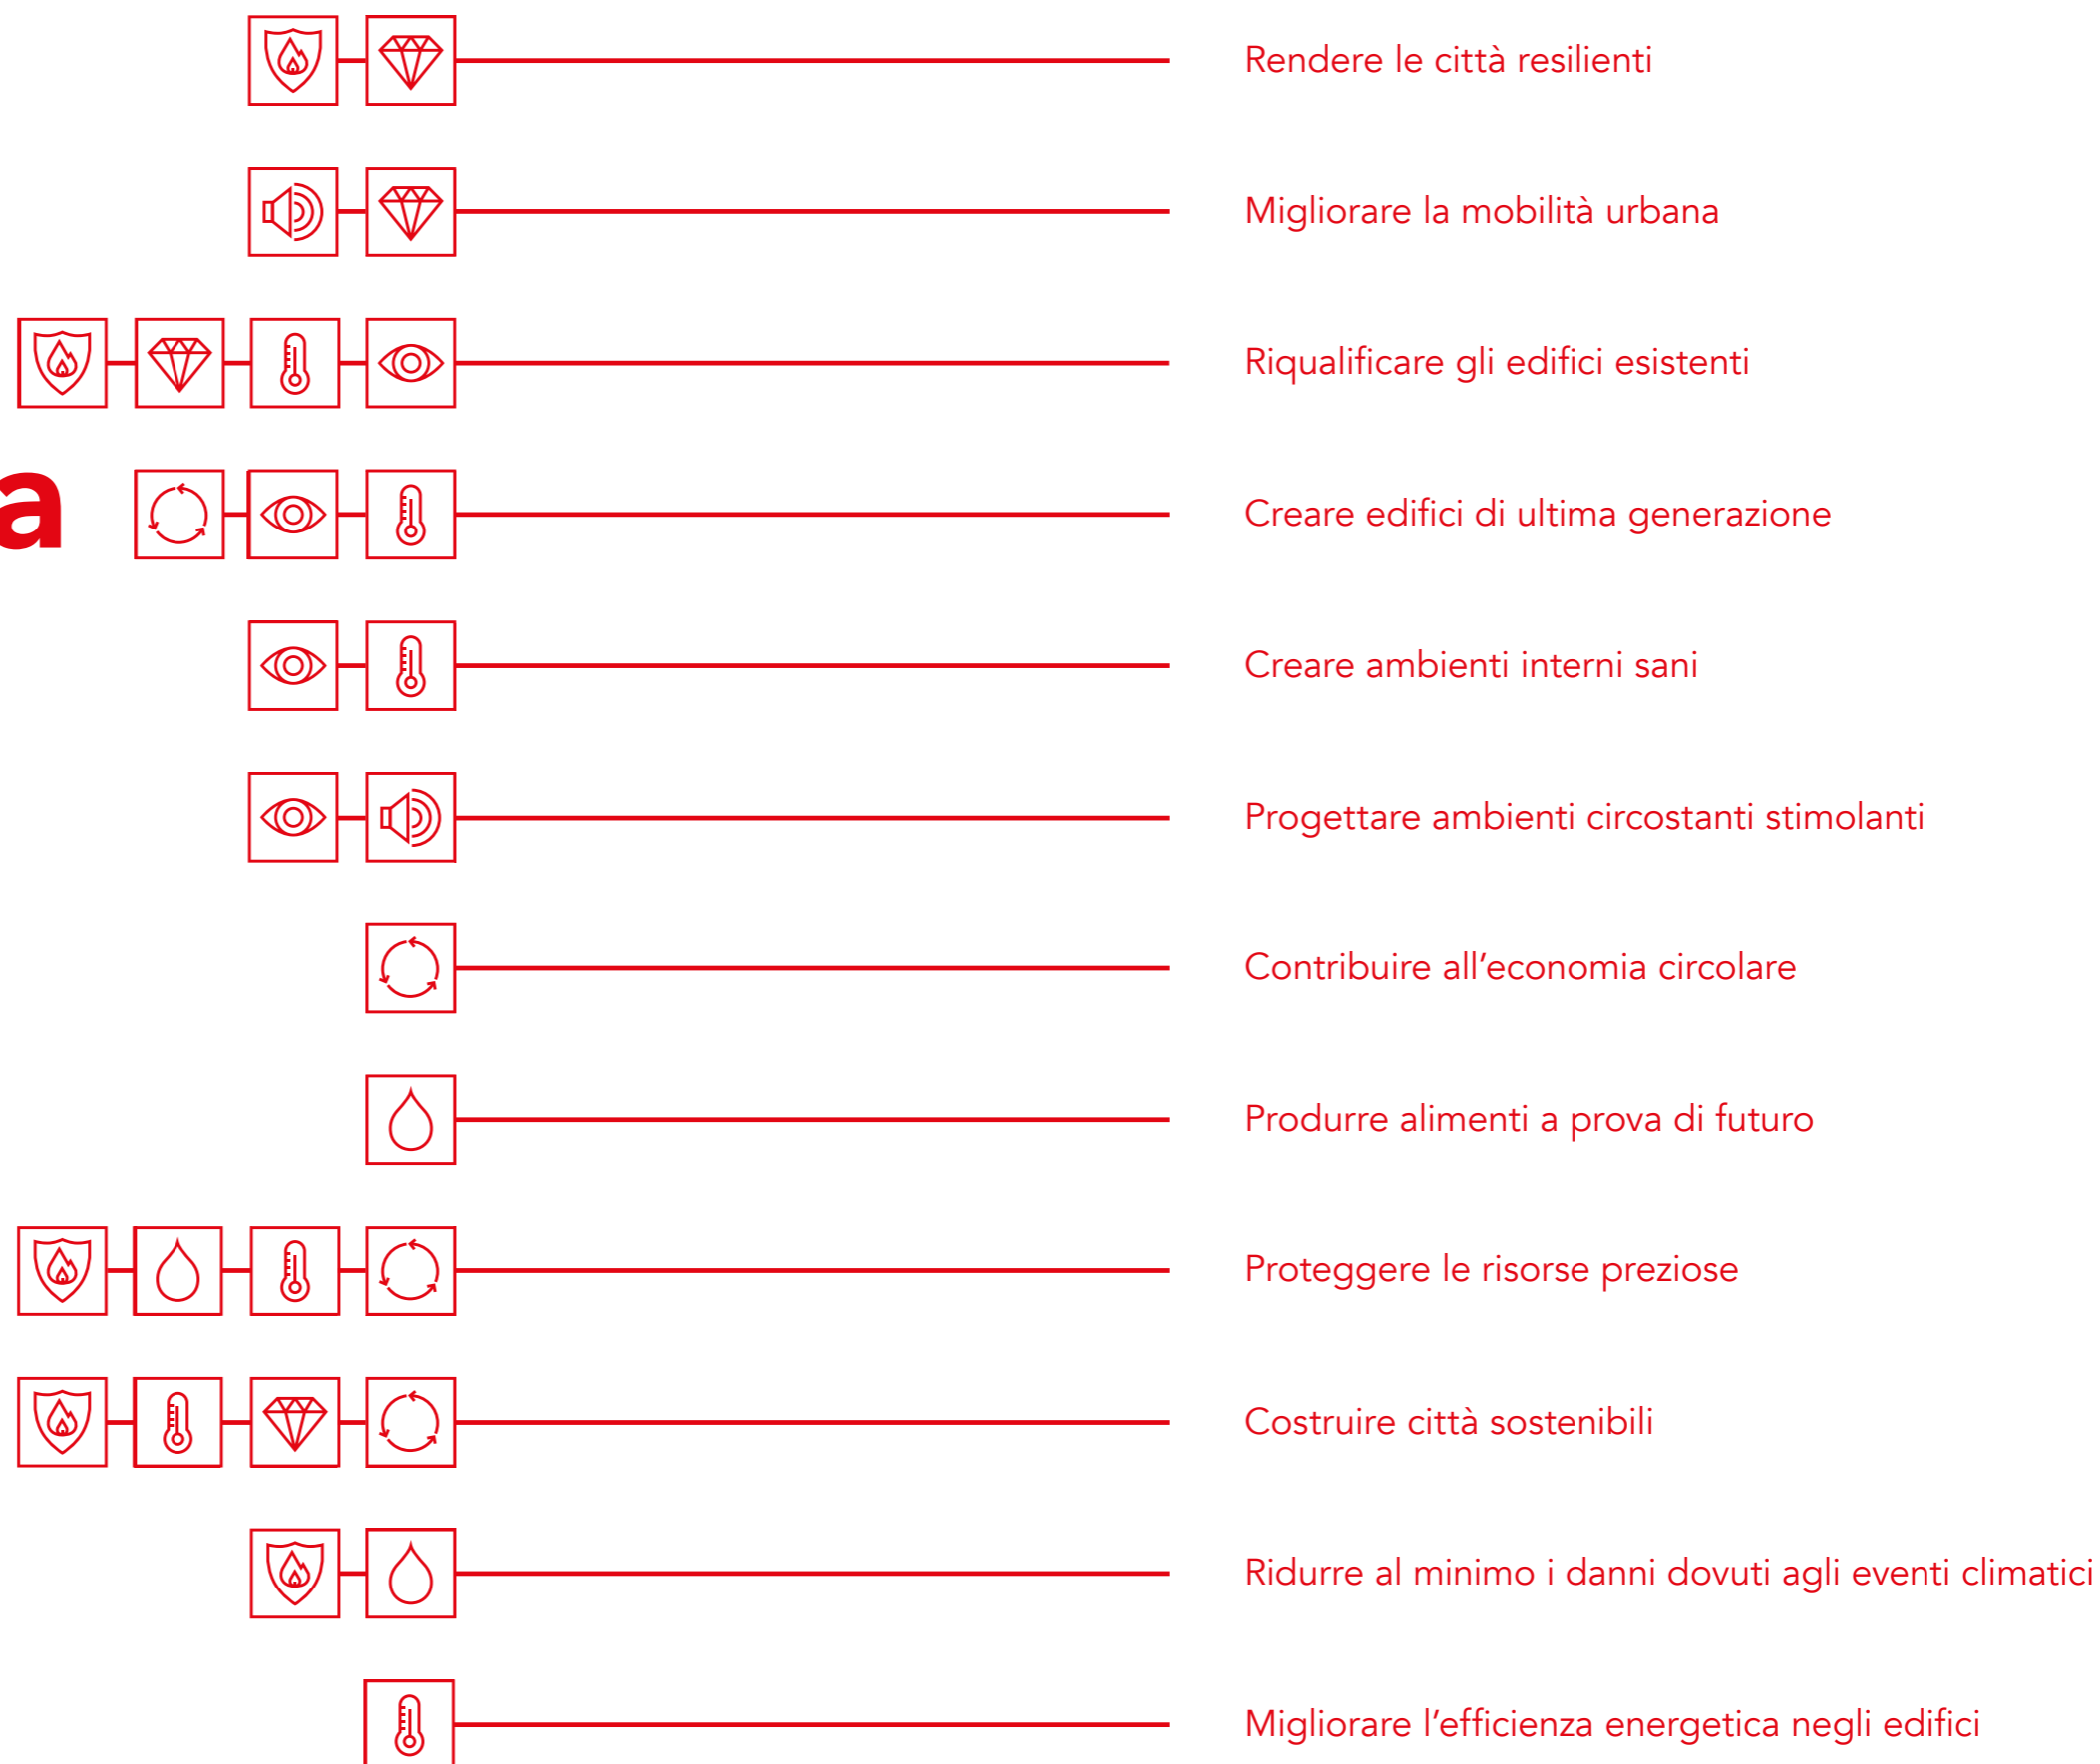 Rendere le città resilienti
Migliorare la mobilità urbana
Riqualificare gli edifici esistenti
a
Creare edifici di ultima generazione
Creare ambienti interni sani
Progettare ambienti circostanti stimolanti
Contribuire all’economia circolare
Produrre alimenti a prova di futuro
Proteggere le risorse preziose
Costruire città sostenibili
Ridurre al minimo i danni dovuti agli eventi climatici
Migliorare l’efficienza energetica negli edifici